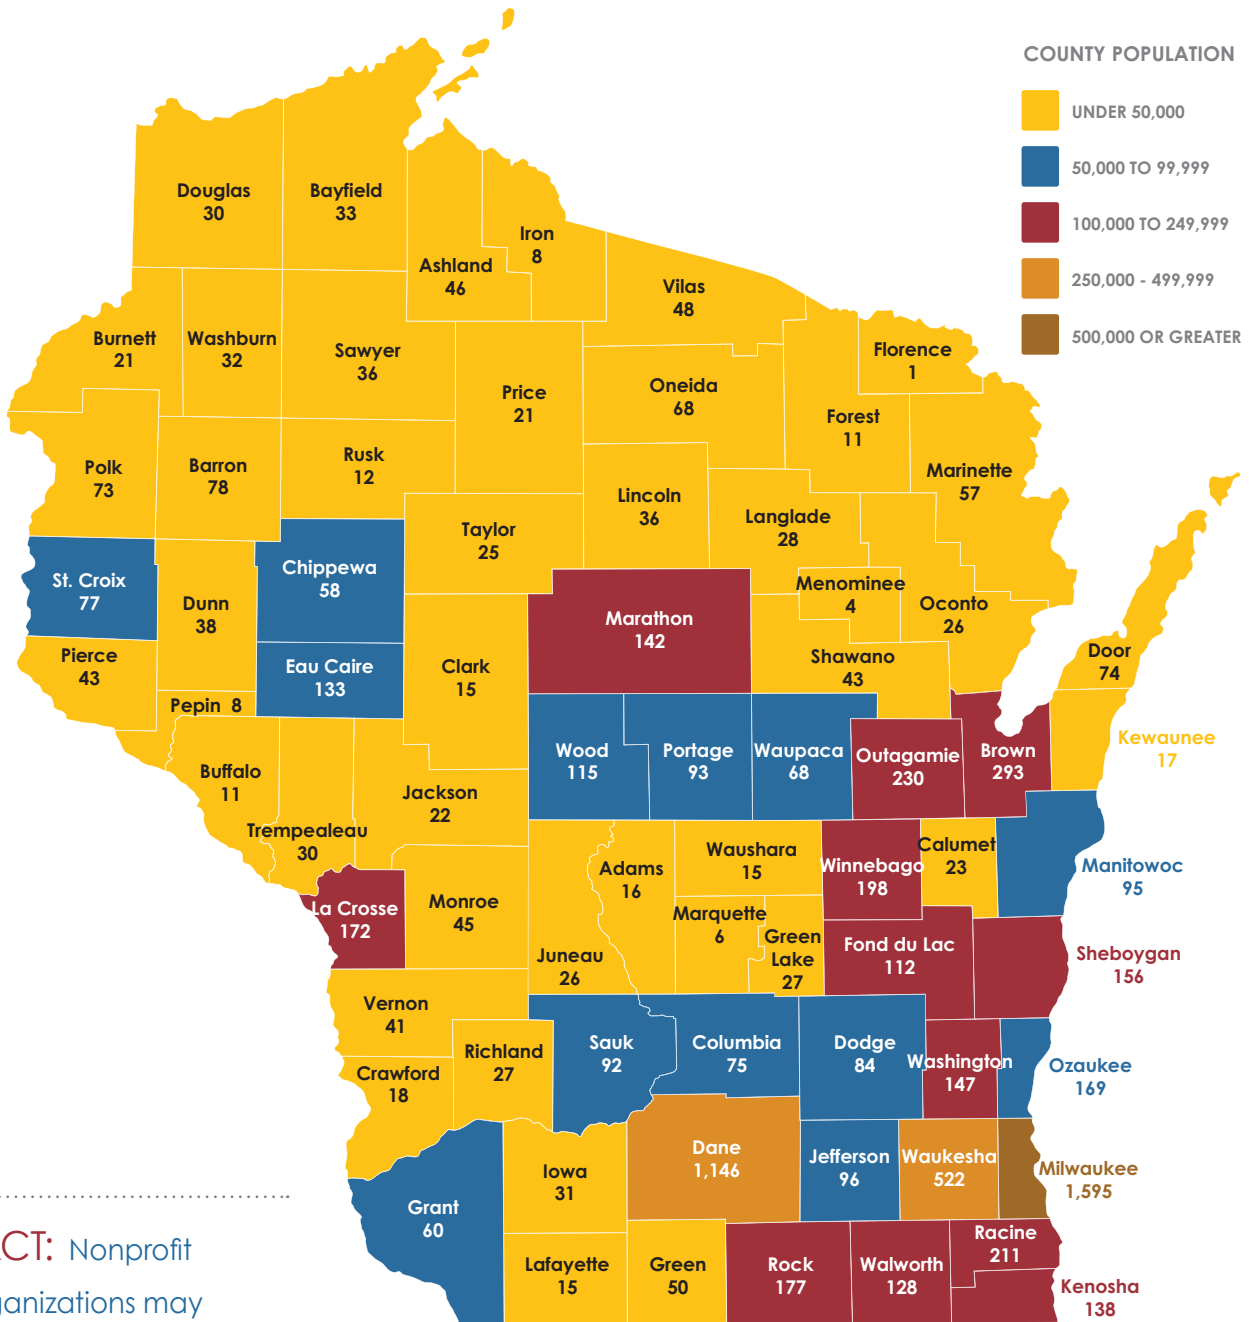 COUNTY POPULATION
UNDER 50,000
50,000 TO 99,999
100,000 TO 249,999
250,000 - 499,999
500,000 OR GREATER
Douglas
30
Bayfield
33
Iron
8
Ashland
46
Vilas
48
Burnett
21
Washburn
32
Sawyer
36
Price
21
Oneida
68
Florence
1
Forest
11
Marinette
57
Polk
73
Barron
78
Rusk
12
Lincoln
36
Langlade
28
Taylor
25
St. Croix
77
Dunn
38
Chippewa
58
Menominee
4
Oconto
26
Marathon
142
Pierce
43
Eau Caire
133
Clark
15
Shawano
43
Door
74
Pepin 8
Wood
115
Portage
93
Waupaca
68
Outagamie
230
Brown
293
Kewaunee
17
Buffalo
11
Jackson
22
Trempealeau
30
Adams
16
Waushara
15
Winnebago
198
Calumet
23
Manitowoc
95
La Crosse
172
Monroe
45
Juneau
26
Marquette
6
Green
Lake
27
Fond du Lac
112
Sheboygan
156
Vernon
41
Richland
27
Sauk
92
Columbia
75
Dodge
84
Washington
147
Ozaukee
169
Crawford
18
Dane
1,146
Jefferson
96
Waukesha
522
Milwaukee
1,595
Iowa
31
Grant
60
Lafayette
15
Green
50
Rock
177
Walworth
128
Racine
211
Kenosha
138
CT: Nonprofit
ganizations may